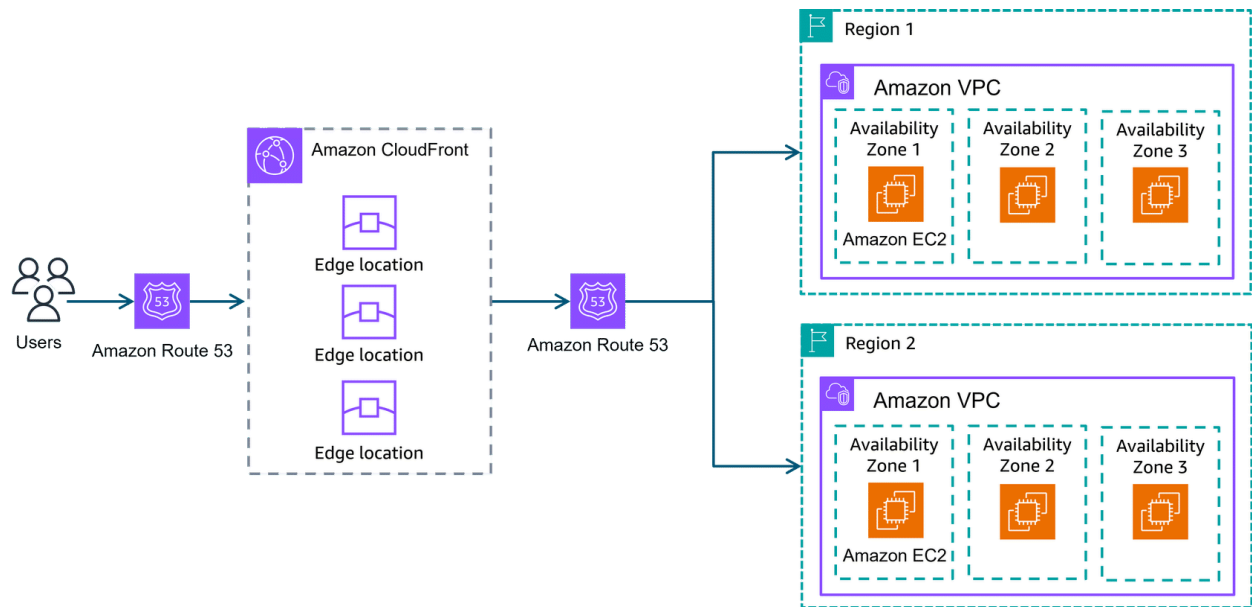 Users
53
Amazon Route 53
Amazon CloudFront
Edge location
Edge location
Edge location
53
Amazon Route 53
Region 1
Amazon VPC
Availability
Zone 1
Amazon EC2
Availability
Zone 2
Availability
Zone 3
Region 2
Amazon VPC
Availability
Zone 1
Amazon EC2
Availability
Zone 2
Availability
Zone 3